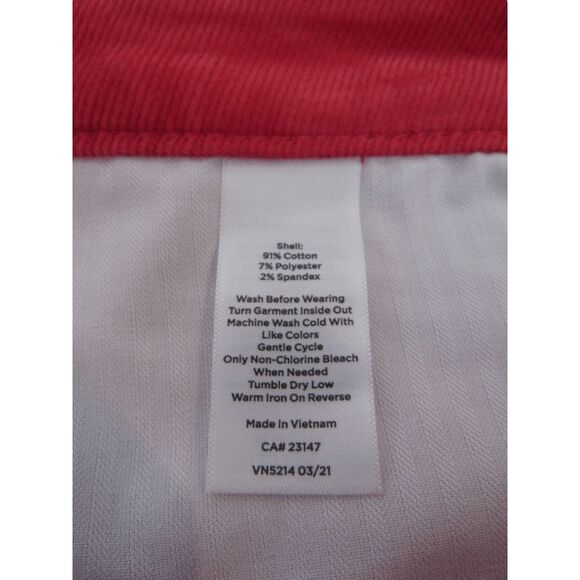 Shell:
91% Cotton
7% Polyester
2% Spandex
Wash Before Wearing
Turn Garment Inside Out
Machine Wash Cold With
Like Colors
Gentle Cycle
Only Non-Chlorine Bleach
When Needed
Tumble Dry Low
Warm Iron On Reverse
Made in Vietnam
CA# 23147
VN5214 03/21